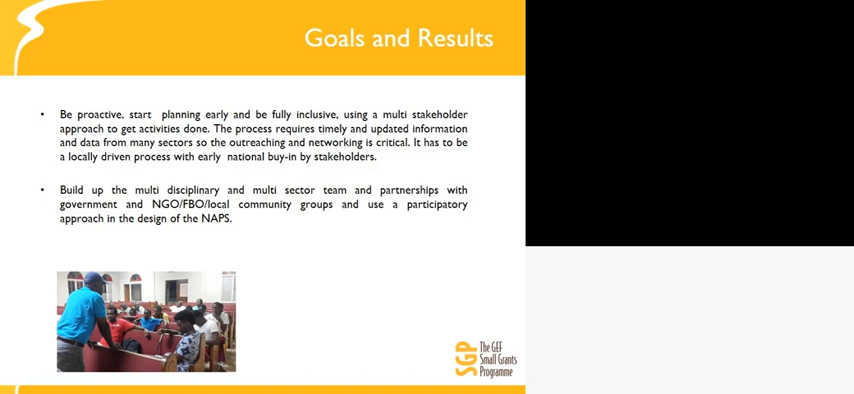 Goals and Results
• Be proactive, start planning early and be fully inclusive, using a multi stakeholder
approach to get activities done. The process requires timely and updated information
and data from many sectors so the outreaching and networking is critical. It has to be
a locally driven process with early national buy-in by stakeholders.
• Build up the multi disciplinary and multi sector team and partnerships with
government and NGO/FBO/local community groups and use a participatory
approach in the design of the NAPS.
SGP
The GEF
Small Grants
Programme